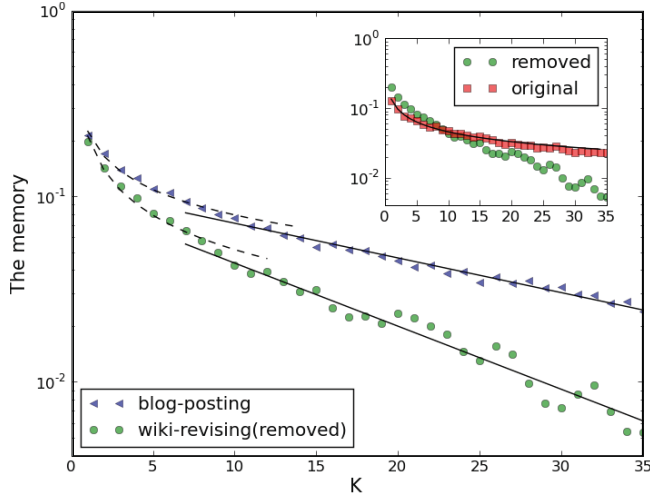 10^0
10^-1
10^-2
The memory
0 5 10 15 20 25 30 35
K
blog-posting
wiki-revising(removed)
10^0
10^-1
10^-2
0 5 10 15 20 25 30 35
removed
original